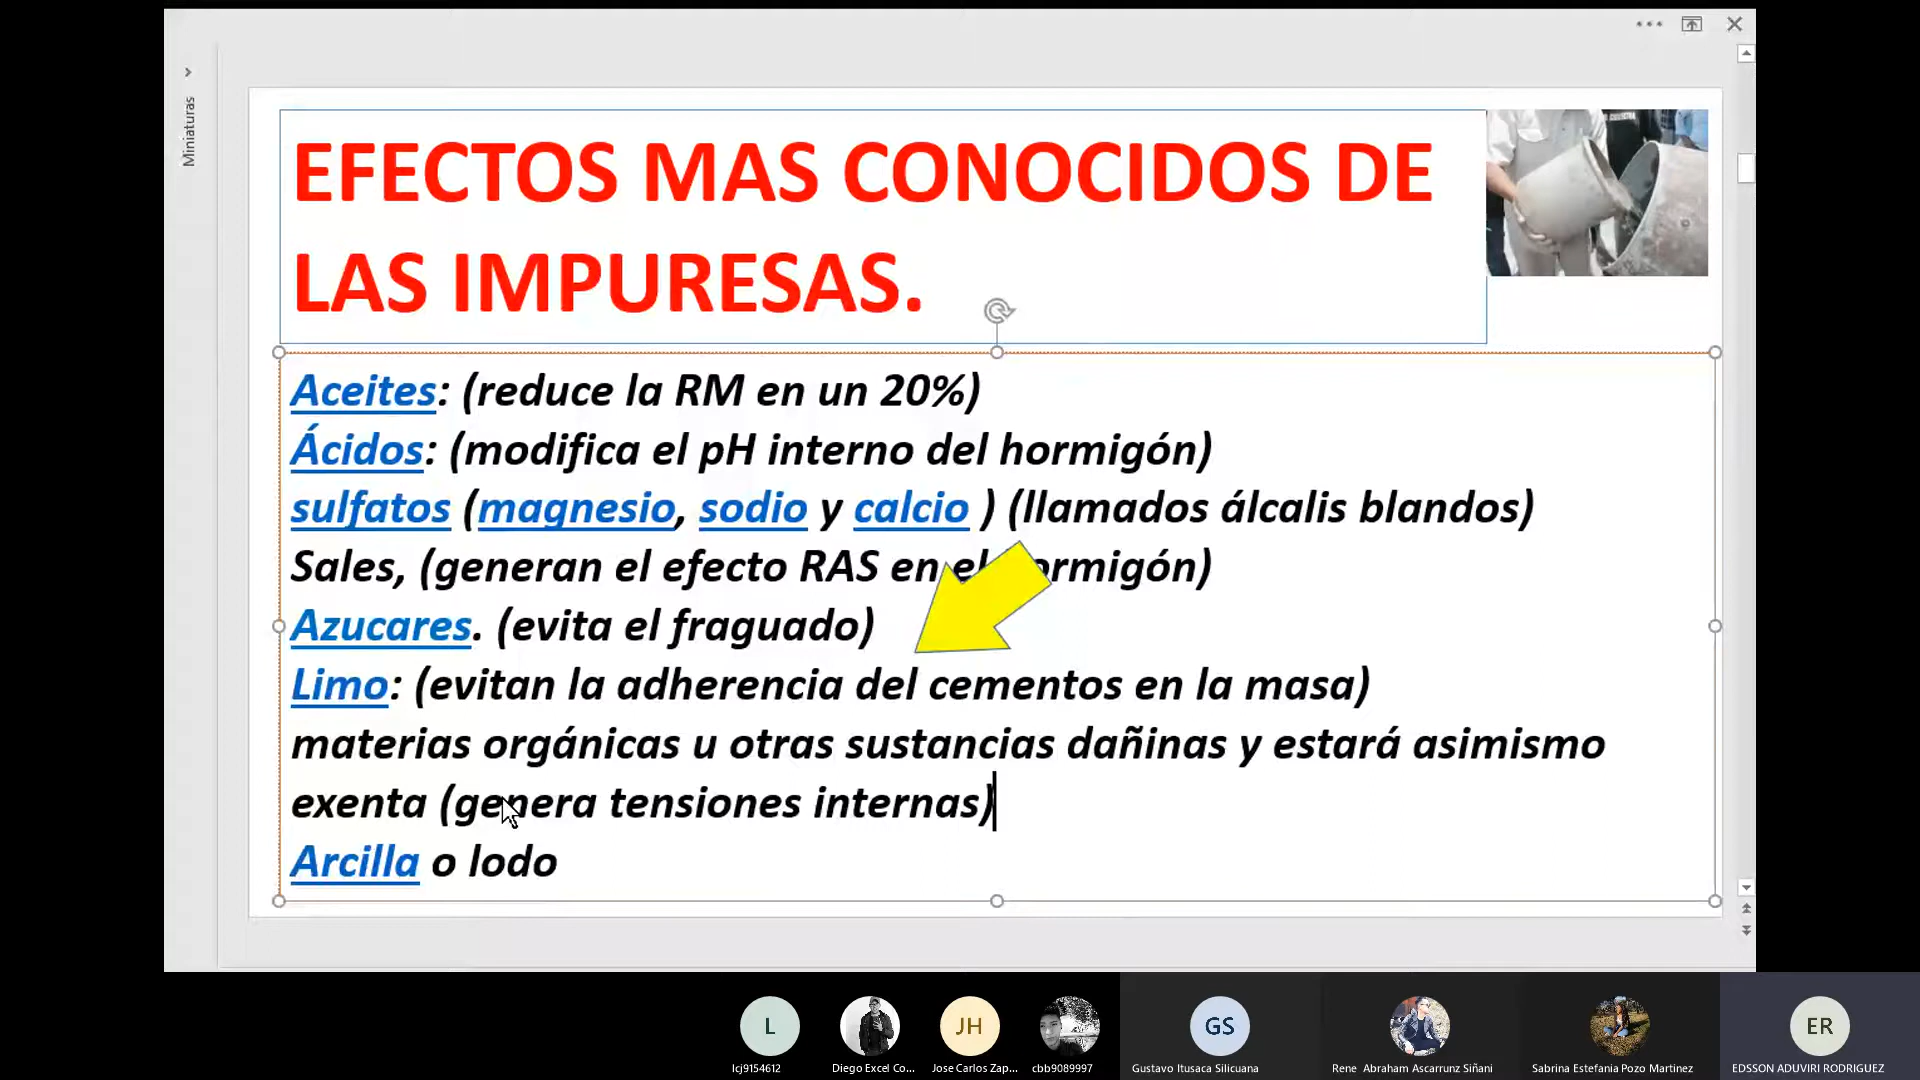 Miniaturas
EFECTOS MAS CONOCIDOS DE
LAS IMPURESAS.
Aceites: (reduce la RM en un 20%)
Ácidos: (modifica el pH interno del hormigón)
sulfatos (magnesio, sodio y calcio ) (llamados álcalis blandos)
Sales, (generan el efecto RAS en el ormigón)
Azucares. (evita el fraguado)
Limo: (evitan la adherencia del cementos en la masa)
materias orgánicas u otras sustancias dañinas y estará asimismo
exenta (genera tensiones internas)
Arcilla o lodo
L
JH
GS
ER
lcj9154612
Diego Excel Co...
Jose Carlos Zap...
cbb9089997
Gustavo Itusaca Silicuana
Rene Abraham Ascarrunz Siñani
Sabrina Estefania Pozo Martinez
EDSSON ADUVIRI RODRIGUEZ